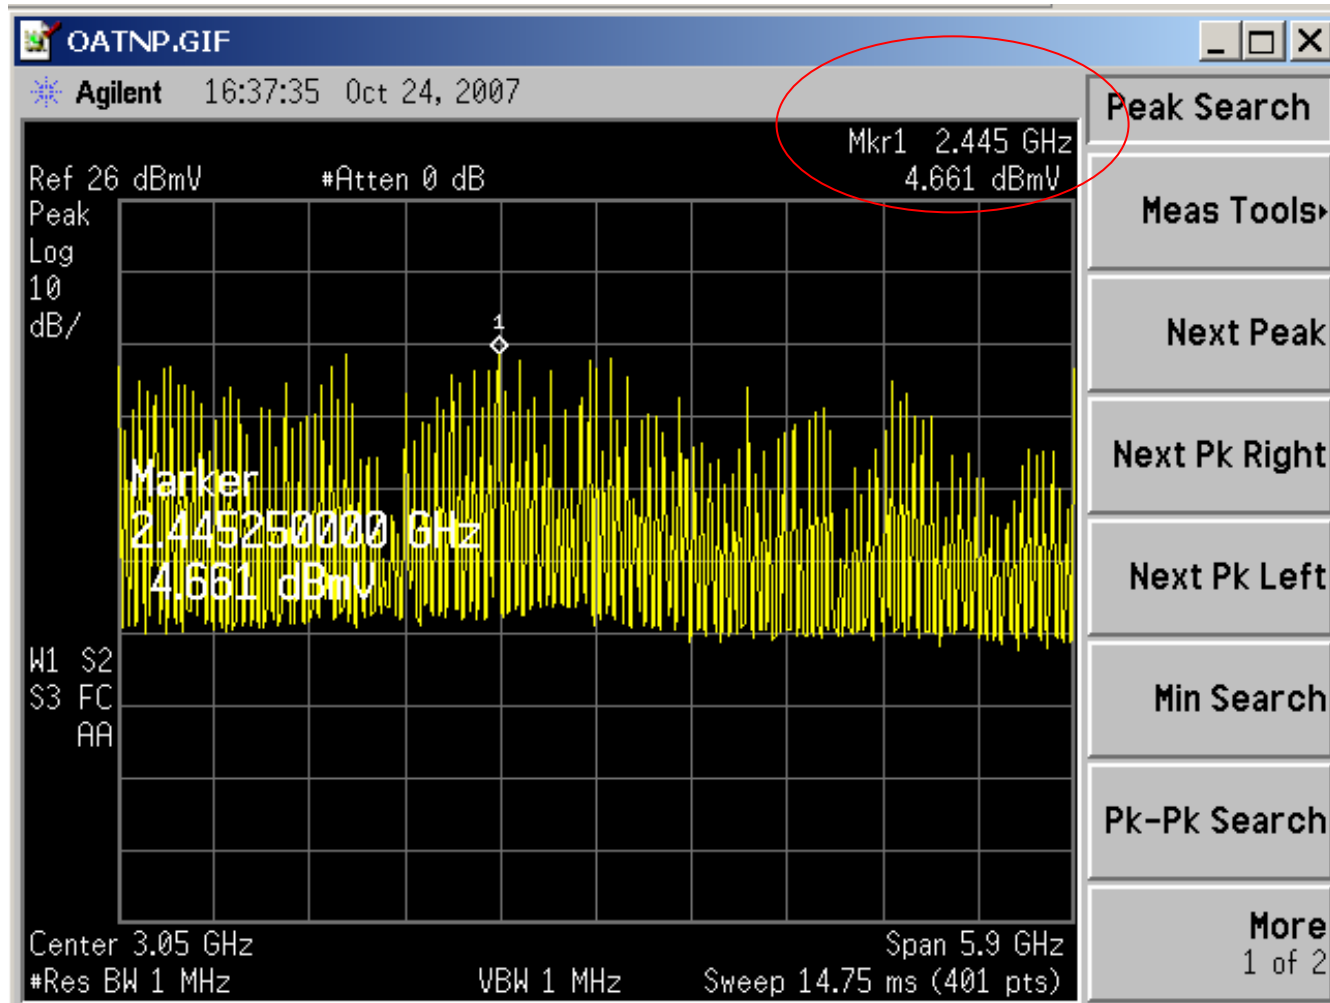 OATNP.GIF
Agilent 16:37:35 Oct 24, 2007
Peak Search
Mkr1 2.445 GHz
Ref 26 dBmV #Atten 0 dB 4.661 dBmV
Peak
Log
10
dB/
1
Marker
2.445250000 GHz
4.661 dBmV
W1 S2
S3 FC
AA
Center 3.05 GHz Span 5.9 GHz
#Res BW 1 MHz VBW 1 MHz Sweep 14.75 ms (401 pts)
Meas Tools
Next Peak
Next Pk Right
Next Pk Left
Min Search
Pk-Pk Search
More
1 of 2